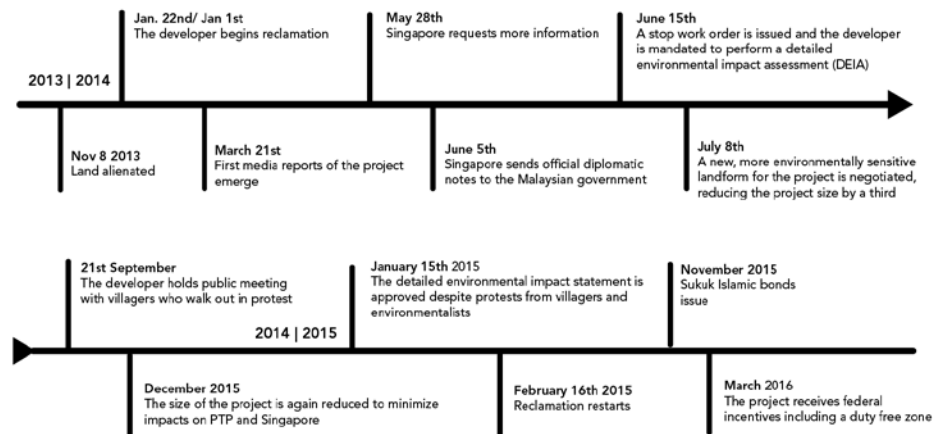 Jan. 22nd/ Jan 1st
The developer begins reclamation
May 28th
Singapore requests more information
June 15th
A stop work order is issued and the developer
is mandated to perform a detailed
environmental impact assessment (DEIA)
2013 | 2014
Nov 8 2013
Land alienated
March 21st
First media reports of the project
emerge
June 5th
Singapore sends official diplomatic
notes to the Malaysian government
July 8th
A new, more environmentally sensitive
landform for the project is negotiated,
reducing the project size by a third
21st September
The developer holds public meeting
with villagers who walk out in protest
January 15th 2015
The detailed environmental impact statement is
approved despite protests from villagers and
environmentalists
November 2015
Sukuk Islamic bonds
issue
2014 | 2015
December 2015
The size of the project is again reduced to minimize
impacts on PTP and Singapore
February 16th 2015
Reclamation restarts
March 2016
The project receives federal
incentives including a duty free zone